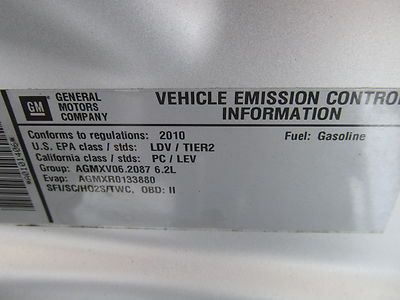 GM
GENERAL MOTORS COMPANY
VEHICLE EMISSION CONTROL
INFORMATION
Conforms to regulations: 2010
Fuel: Gasoline
U.S. EPA class / stds: LDV / TIER2
California class / stds: PC / LEV
Group: AGMXV06.2087 6.2L
Evap: AGMXR0133880
SFI/SC/HO2S/TWC, OBD: II